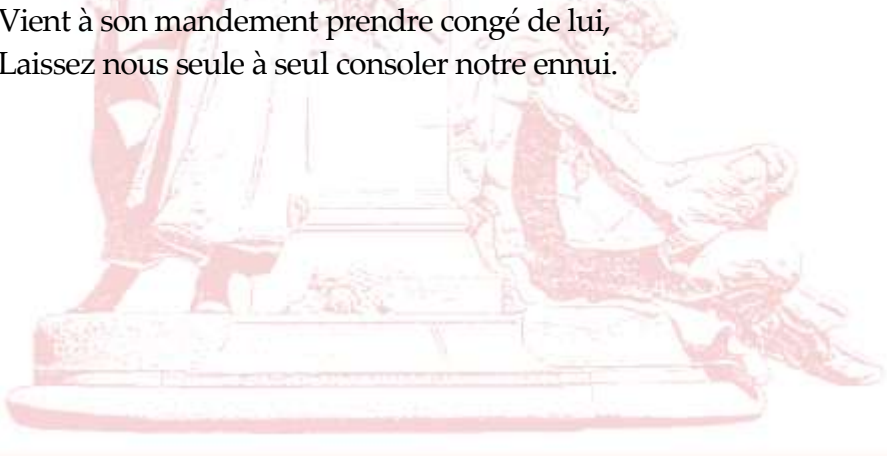 Vient à son mandement prendre congé de lui,
Laissez nous seule à seul consoler notre ennui.